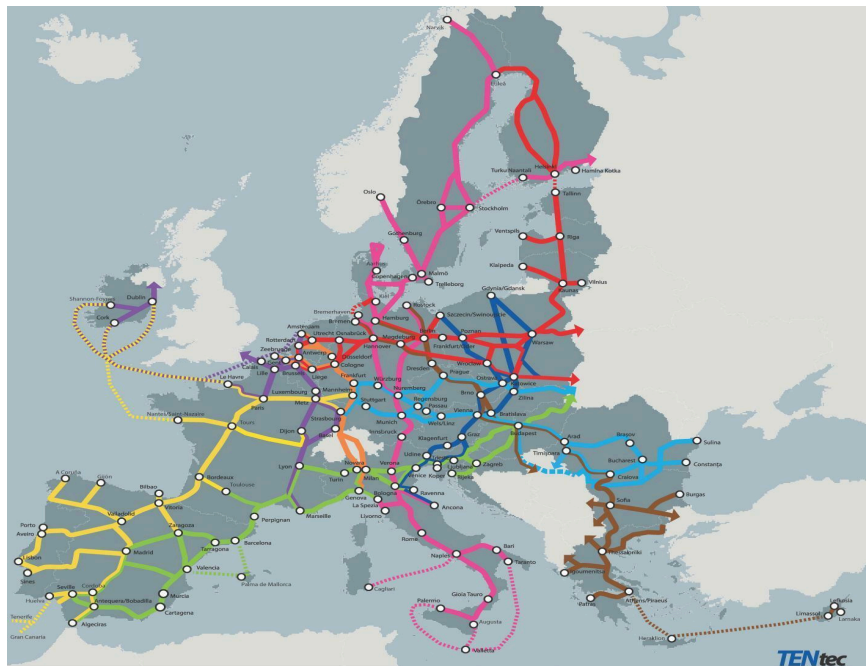 Narvik
Luleå
Oslo
Turku/Naantali
Helsinki
Hamina Kotka
Tallinn
Örebro
Stockholm
Gothenburg
Ventspils
Riga
Klaipeda
Kaunas
Vilnius
Aarhus
Copenhagen
Malmö
Trelleborg
Gdynia/Gdansk
Shannon-Foynes
Dublin
Cork
Kiel
Rostock
Bremerhaven
Bremen
Hamburg
Szczecin/Swinoujscie
Amsterdam
Rotterdam
Utrecht
Osnabrück
Hannover
Magdeburg
Berlin
Poznan
Frankfurt/Oder
Warsaw
Zeebrugge
Antwerp
Calais
Lille
Brussels
Liege
Düsseldorf
Cologne
Dresden
Wrocław
Le Havre
Frankfurt
Prague
Ostrava
Katowice
Luxembourg
Mannheim
Würzburg
Nuremberg
Brno
Zilina
Paris
Metz
Stuttgart
Regensburg
Passau
Strasbourg
Wels/Linz
Vienna
Bratislava
Nantes/Saint-Nazaire
Tours
Dijon
Basel
Munich
Innsbruck
Budapest
Graz
Klagenfurt
Arad
Brasov
Sulina
Timişoara
Lyon
Novara
Milan
Verona
Udine
Venice
Koper
Ljubljana
Rijeka
Zagreb
Bucharest
Constanța
Craiova
Turin
Genova
Bologna
Ravenna
Ancona
La Spezia
Livorno
Bordeaux
Toulouse
Marseille
A Coruña
Gijón
Bilbao
Vitoria
Perpignan
Sofia
Burgas
Porto
Aveiro
Valladolid
Zaragoza
Barcelona
Tarragona
Rome
Bari
Taranto
Naples
Thessaloniki
Igoumenitsa
Lisbon
Sines
Madrid
Valencia
Palma de Mallorca
Cagliari
Gioia Tauro
Palermo
Augusta
Valletta
Patras
Athens/Piraeus
Heraklion
Lefkosia
Limassol
Larnaka
Seville
Córdoba
Huelva
Antequera/Bobadilla
Murcia
Cartagena
Algeciras
Tenerife
Gran Canaria
TENtec